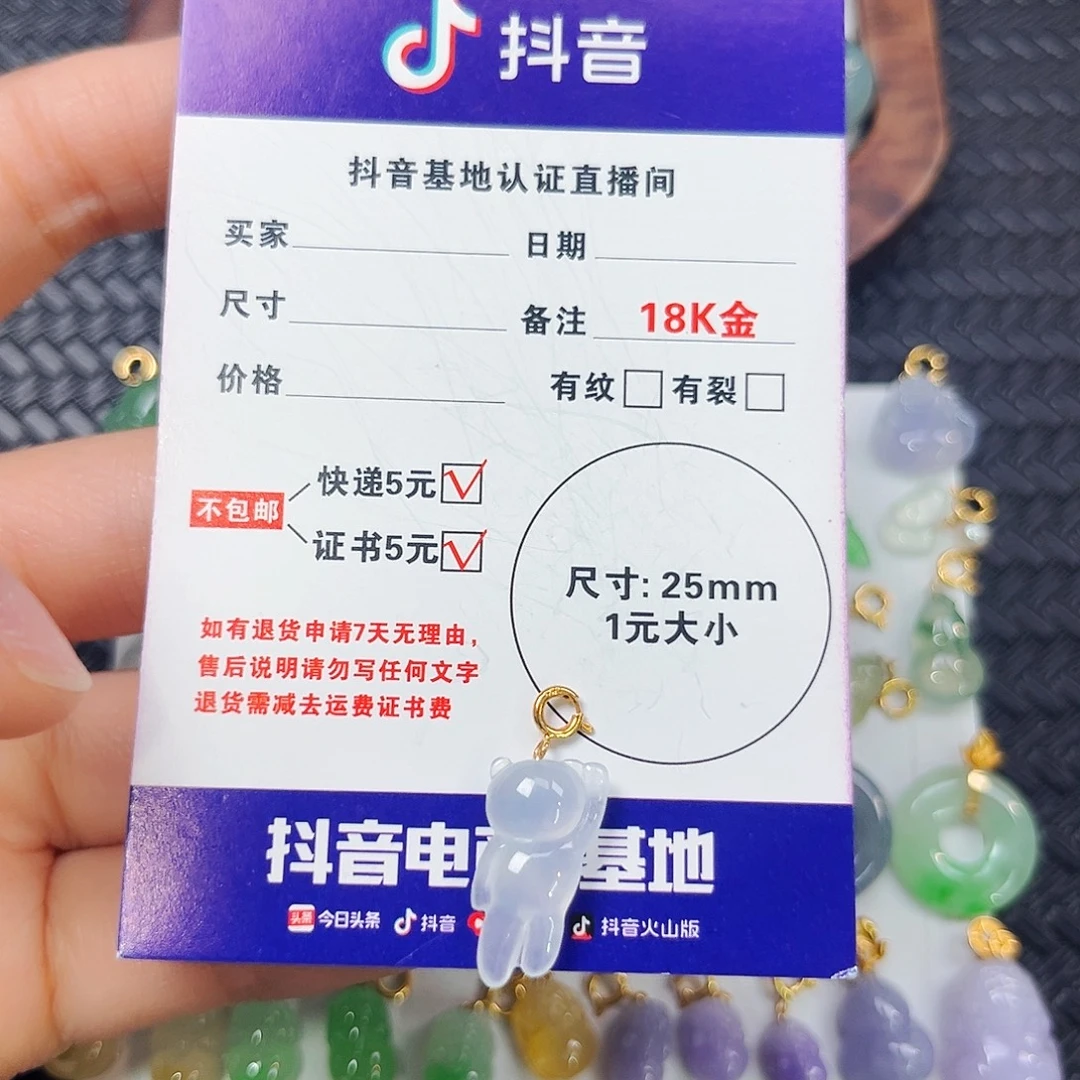 抖音
抖音基地认证直播间
买家 日期
尺寸 备注 18K金
价格 有纹 有裂
不包邮
快递5元
证书5元
尺寸: 25mm
1元大小
如有退货申请7天无理由,
售后说明请勿写任何文字
退货需减去运费证书费
抖音电 基地
头条 今日头条 抖音 抖音火山版